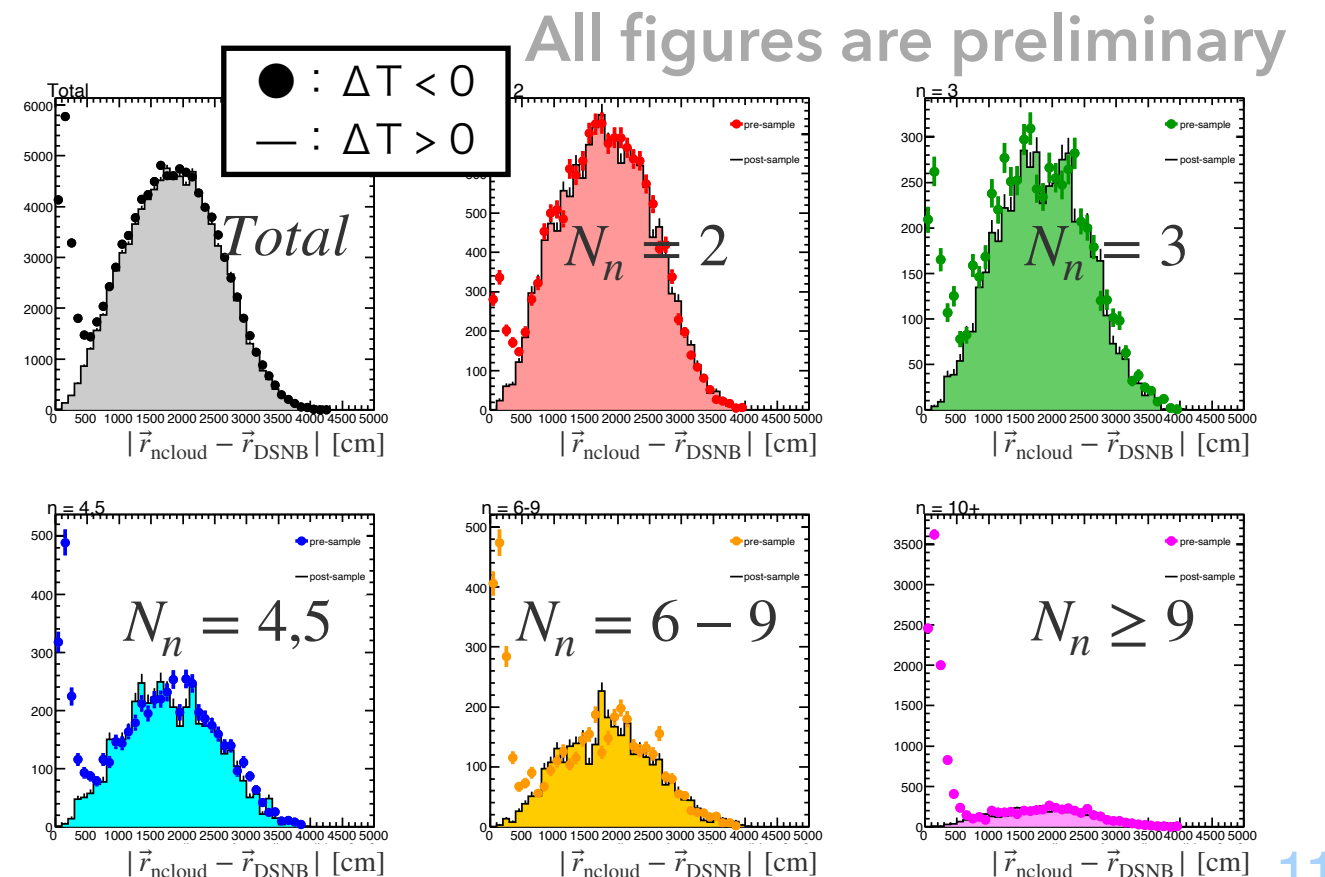 All figures are preliminary
● : Δ T < 0
— : Δ T > 0
Total
6000
5000
4000
3000
2000
1000
0
Total
0 500 1000 1500 2000 2500 3000 3500 4000 4500 5000
|r⃗ncloud − r⃗DSNB| [cm]
2
pre-sample
post-sample
500
400
300
200
100
0
Nn = 2
0 500 1000 1500 2000 2500 3000 3500 4000 4500 5000
|r⃗ncloud − r⃗DSNB| [cm]
n = 3
pre-sample
post-sample
300
250
200
150
100
50
0
Nn = 3
0 500 1000 1500 2000 2500 3000 3500 4000 4500 5000
|r⃗ncloud − r⃗DSNB| [cm]
n = 4,5
pre-sample
post-sample
500
400
300
200
100
0
Nn = 4,5
0 500 1000 1500 2000 2500 3000 3500 4000 4500 5000
|r⃗ncloud − r⃗DSNB| [cm]
n = 6-9
pre-sample
post-sample
500
400
300
200
100
0
Nn = 6 − 9
0 500 1000 1500 2000 2500 3000 3500 4000 4500 5000
|r⃗ncloud − r⃗DSNB| [cm]
n = 10+
pre-sample
post-sample
3500
3000
2500
2000
1500
1000
500
0
Nn ≥ 9
0 500 1000 1500 2000 2500 3000 3500 4000 4500 5000
|r⃗ncloud − r⃗DSNB| [cm]
11